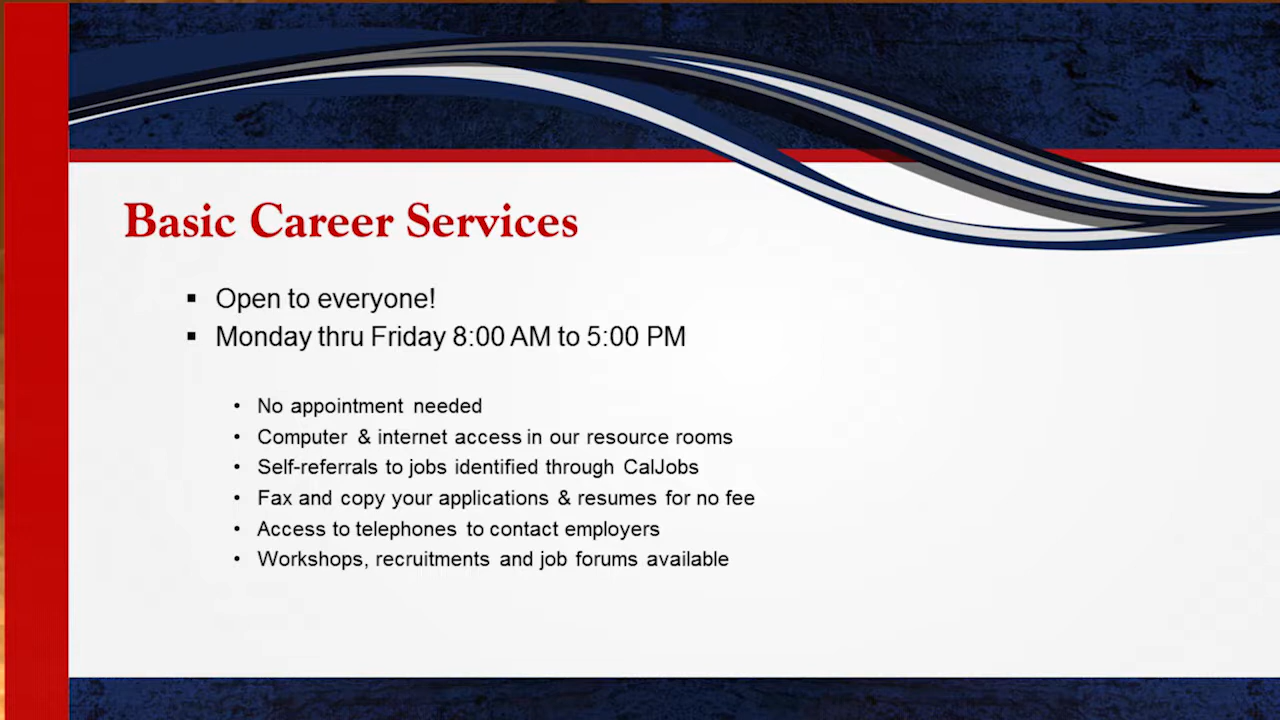 Basic Career Services
▪ Open to everyone!
▪ Monday thru Friday 8:00 AM to 5:00 PM
• No appointment needed
• Computer & internet access in our resource rooms
• Self-referrals to jobs identified through CalJobs
• Fax and copy your applications & resumes for no fee
• Access to telephones to contact employers
• Workshops, recruitments and job forums available